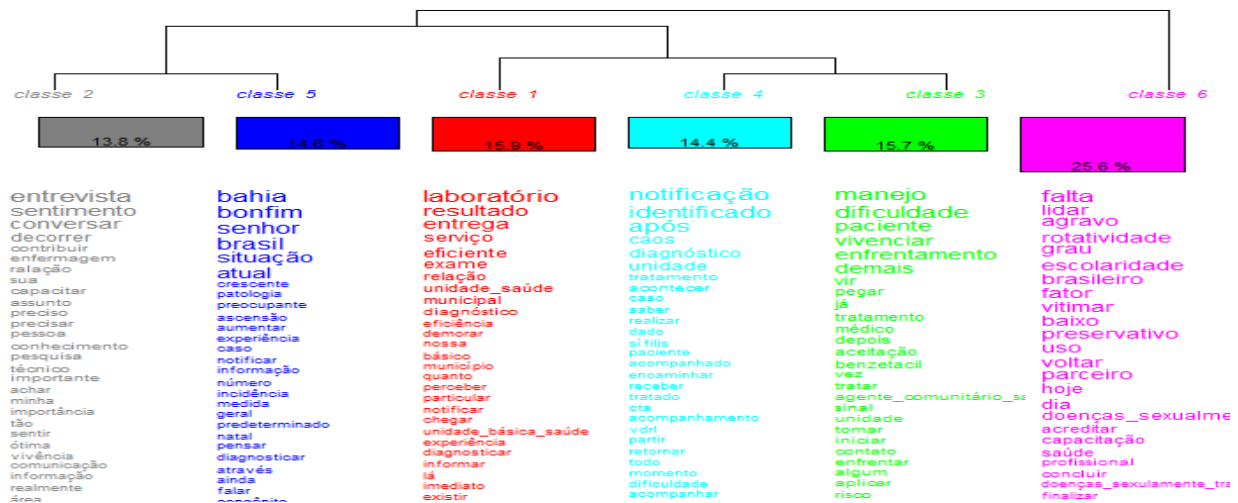 classe 2
classe 5
classe 1
classe 4
classe 3
classe 6
13.8 %
14.6 %
15.9 %
14.4 %
15.7 %
25.6 %
entrevista
sentimento
conversar
decorrer
contribuir
enfermagem
ralação
sua
capacitar
assunto
preciso
precisar
pessoa
conhecimento
pesquisa
técnico
importante
achar
minha
importância
tão
sentir
ótima
vivência
comunicação
informação
realmente
área
bahia
bonfim
senhor
brasil
situação
atual
crescente
patologia
preocupante
ascensão
aumentar
experiência
caso
notificar
informação
número
incidência
medida
geral
predeterminado
natal
pensar
diagnosticar
através
ainda
falar
congênito
laboratório
resultado
entrega
serviço
eficiente
exame
relação
unidade_saúde
municipal
diagnóstico
eficiência
demorar
nossa
básico
município
quanto
perceber
particular
notificar
chegar
unidade_básica_saúde
experiência
diagnosticar
informar
lá
imediato
existir
notificação
identificado
após
caos
diagnóstico
unidade
tratamento
acontecer
caso
saber
realizar
dado
sífilis
paciente
acompanhado
encaminhar
receber
tratado
cta
acompanhamento
vdrl
partir
retornar
todo
momento
dificuldade
acompanhar
manejo
dificuldade
paciente
vivenciar
enfrentamento
demais
vir
pegar
já
tratamento
médico
depois
aceitação
benzetacil
vez
tratar
agente_comunitário_sa
sinal
unidade
tomar
iniciar
contato
enfrentar
algum
aplicar
risco
falta
lidar
agravo
rotatividade
grau
escolaridade
brasileiro
fator
vitimar
baixo
preservativo
uso
voltar
parceiro
hoje
dia
doenças_sexualme
acreditar
capacitação
saúde
profissional
concluir
doenças_sexulamente_tra
finalizar